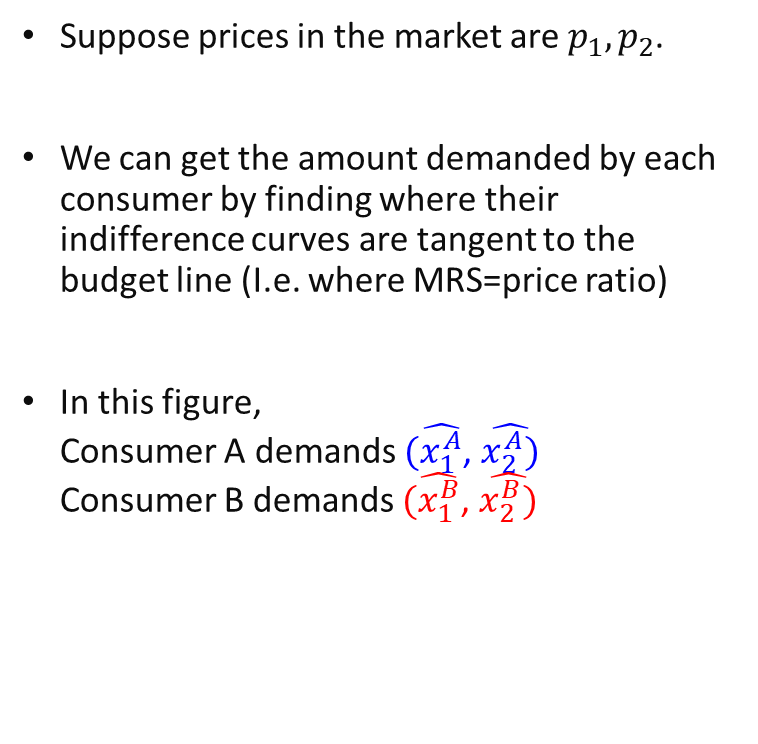 • Suppose prices in the market are 𝑝₁,𝑝₂.
• We can get the amount demanded by each
consumer by finding where their
indifference curves are tangent to the
budget line (I.e. where MRS=price ratio)
• In this figure,
Consumer A demands ($\widehat{x_1^A}$, $\widehat{x_2^A}$)
Consumer B demands ($\widehat{x_1^B}$, $\widehat{x_2^B}$)